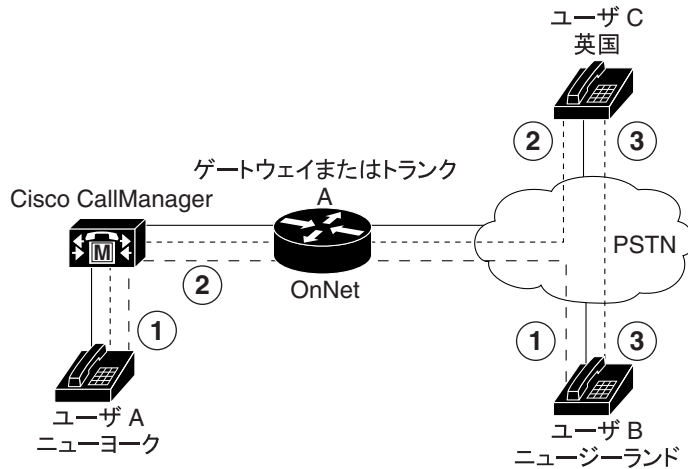 ユーザ C
英国
2
3
ゲートウェイまたはトランク
A
Cisco CallManager
M
PSTN
OnNet
2
1
1
3
ユーザ A
ニューヨーク
ユーザ B
ニュージーランド